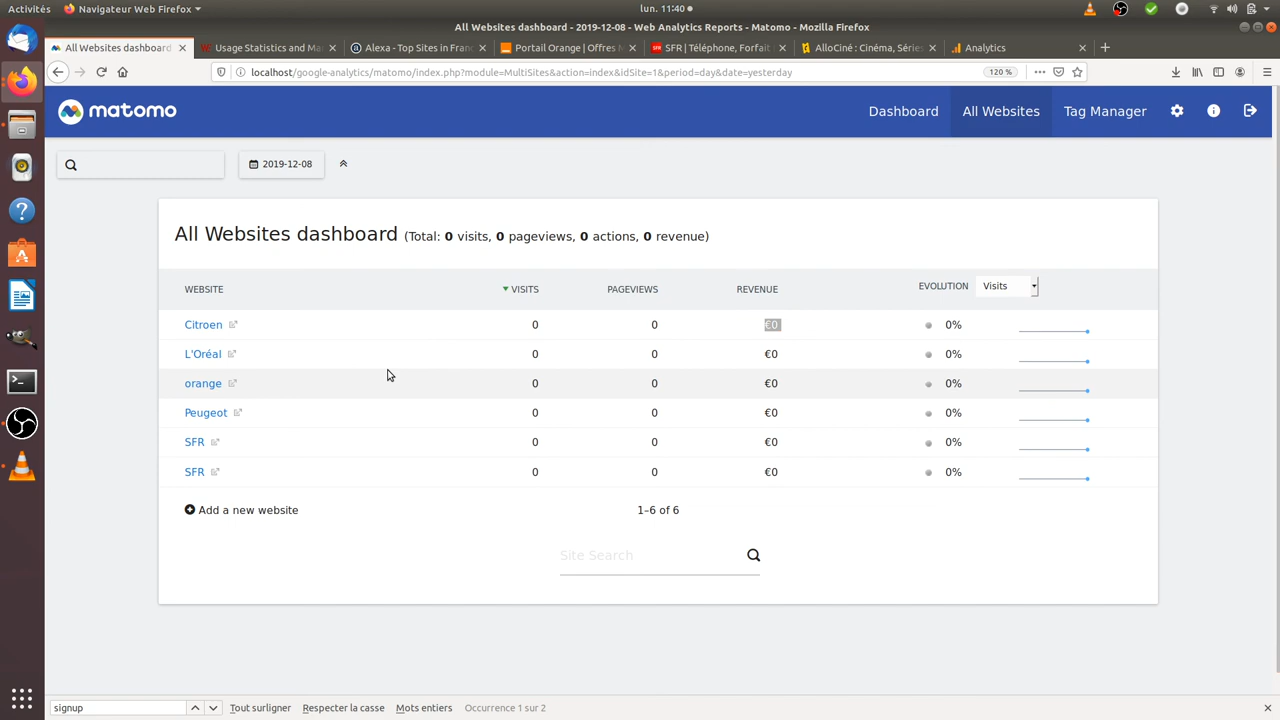 Activités Navigateur Web Firefox lun. 11:40
All Websites dashboard - 2019-12-08 - Web Analytics Reports - Matomo - Mozilla Firefox
All Websites dashboard Usage Statistics and Ma Alexa - Top Sites in Fran Portail Orange | Offres M SFR | Téléphone, Forfait AlloCiné : Cinéma, Série Analytics
localhost/google-analytics/matomo/index.php?module=MultiSites&action=index&idSite=1&period=day&date=yesterday 120 %
matomo Dashboard All Websites Tag Manager
2019-12-08
All Websites dashboard (Total: 0 visits, 0 pageviews, 0 actions, 0 revenue)
WEBSITE VISITS PAGEVIEWS REVENUE EVOLUTION Visits
Citroen 0 0 €0 0%
L'Oréal 0 0 €0 0%
orange 0 0 €0 0%
Peugeot 0 0 €0 0%
SFR 0 0 €0 0%
SFR 0 0 €0 0%
Add a new website 1–6 of 6
Site Search
signup Tout surligner Respecter la casse Mots entiers Occurrence 1 sur 2